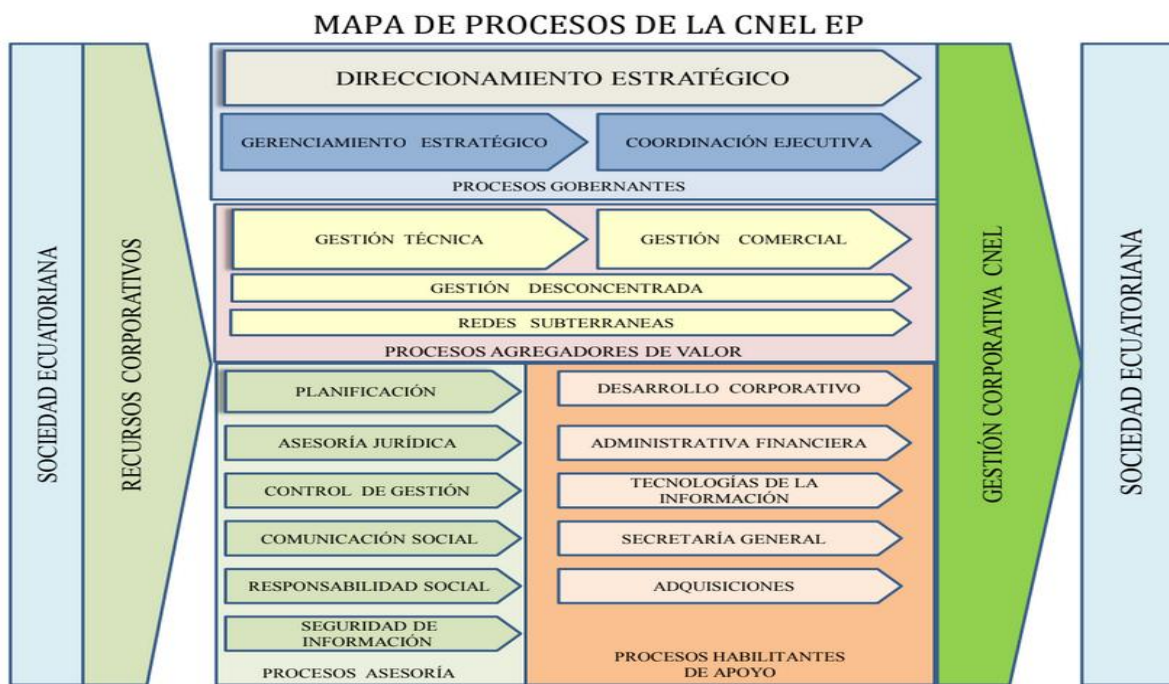 MAPA DE PROCESOS DE LA CNEL EP
SOCIEDAD ECUATORIANA
RECURSOS CORPORATIVOS
DIRECCIONAMIENTO ESTRATÉGICO
GERENCIAMIENTO ESTRATÉGICO
COORDINACIÓN EJECUTIVA
PROCESOS GOBERNANTES
GESTIÓN TÉCNICA
GESTIÓN COMERCIAL
GESTIÓN DESCONCENTRADA
REDES SUBTERRANEAS
PROCESOS AGREGADORES DE VALOR
PLANIFICACIÓN
ASESORÍA JURÍDICA
CONTROL DE GESTIÓN
COMUNICACIÓN SOCIAL
RESPONSABILIDAD SOCIAL
SEGURIDAD DE
INFORMACIÓN
PROCESOS ASESORÍA
DESARROLLO CORPORATIVO
ADMINISTRATIVA FINANCIERA
TECNOLOGÍAS DE LA
INFORMACIÓN
SECRETARÍA GENERAL
ADQUISICIONES
PROCESOS HABILITANTES
DE APOYO
GESTIÓN CORPORATIVA CNEL
SOCIEDAD ECUATORIANA